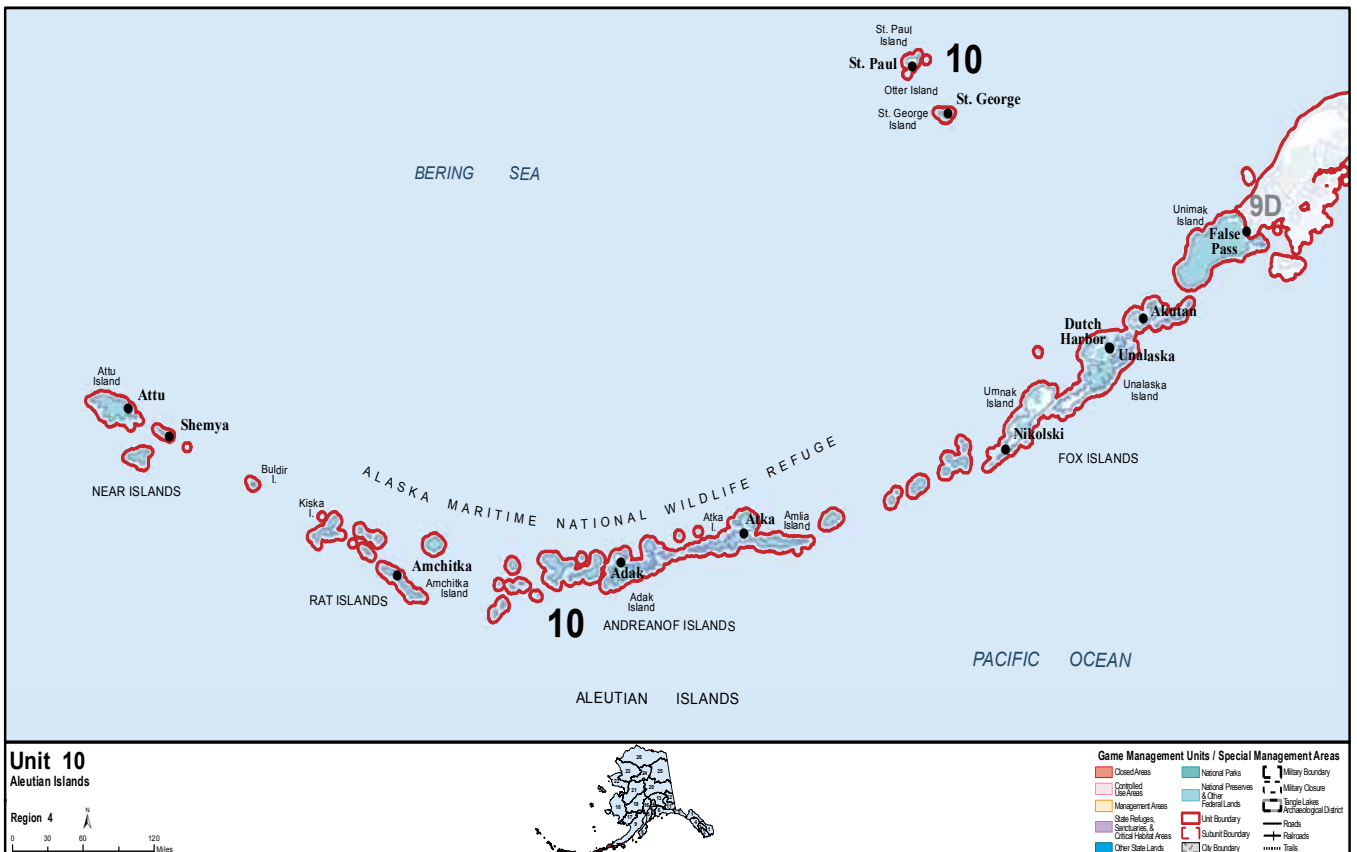 St. Paul
Island
St. Paul
10
Otter Island
St. George
St. George
Island
BERING SEA
9D
Unimak
Island
False
Pass
Akutan
Dutch
Harbor
Unalaska
Unalaska
Island
Umnak
Island
Nikolski
FOX ISLANDS
Attu
Island
Attu
Shemya
NEAR ISLANDS
Buldir
I.
ALASKA MARITIME NATIONAL WILDLIFE REFUGE
Kiska
I.
Amchitka
Amchitka
Island
RAT ISLANDS
Atka
I.
Atka
Amlia
Island
Adak
Adak
Island
10
ANDREANOF ISLANDS
PACIFIC OCEAN
ALEUTIAN ISLANDS
Unit 10
Aleutian Islands
Region 4
N
0 30 60 120
Miles
Game Management Units / Special Management Areas
Closed Areas
Controlled
Use Areas
Management Areas
State Refuges,
Sanctuaries, &
Critical Habitat Areas
Other State Lands
National Parks
National Preserves
& Other
Federal Lands
Unit Boundary
Subunit Boundary
City Boundary
Military Boundary
Military Closure
Tangle Lakes
Archaeological District
Roads
Railroads
Trails